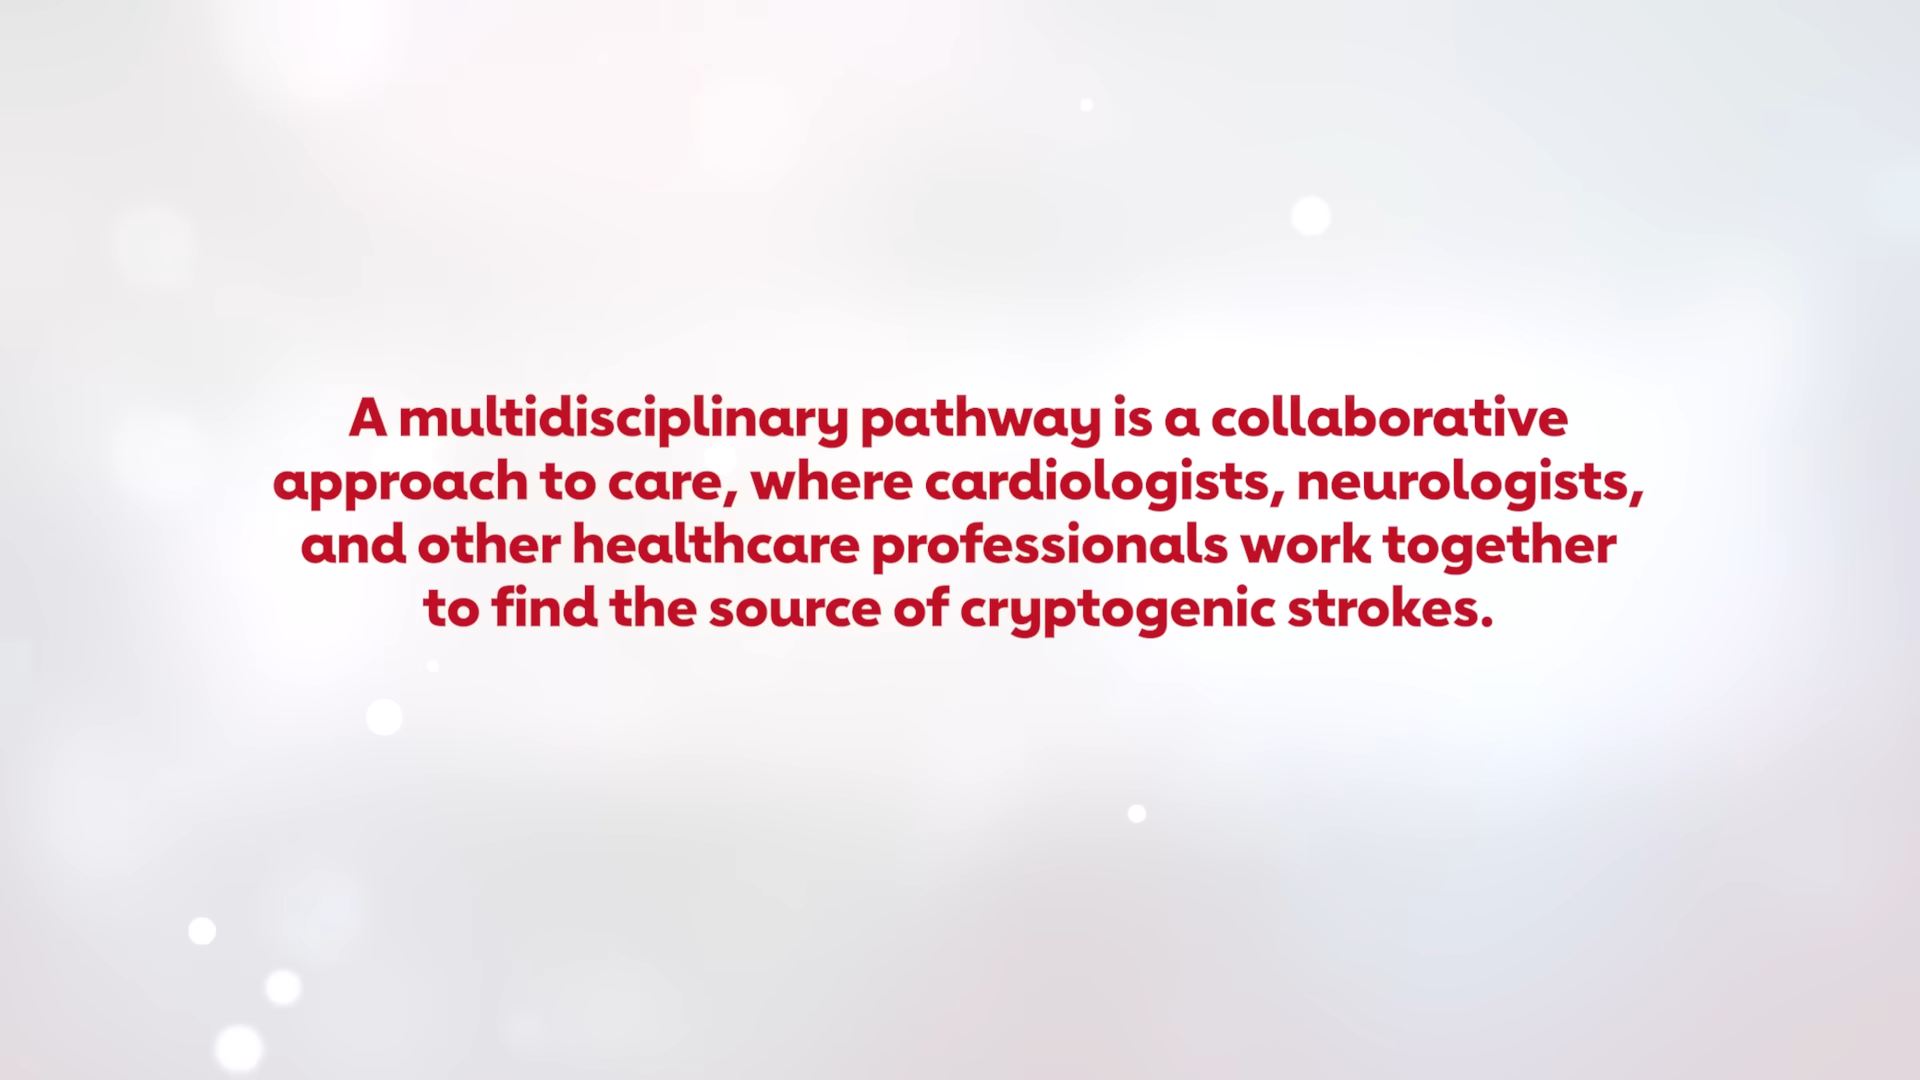 A multidisciplinary pathway is a collaborative
approach to care, where cardiologists, neurologists,
and other healthcare professionals work together
to find the source of cryptogenic strokes.